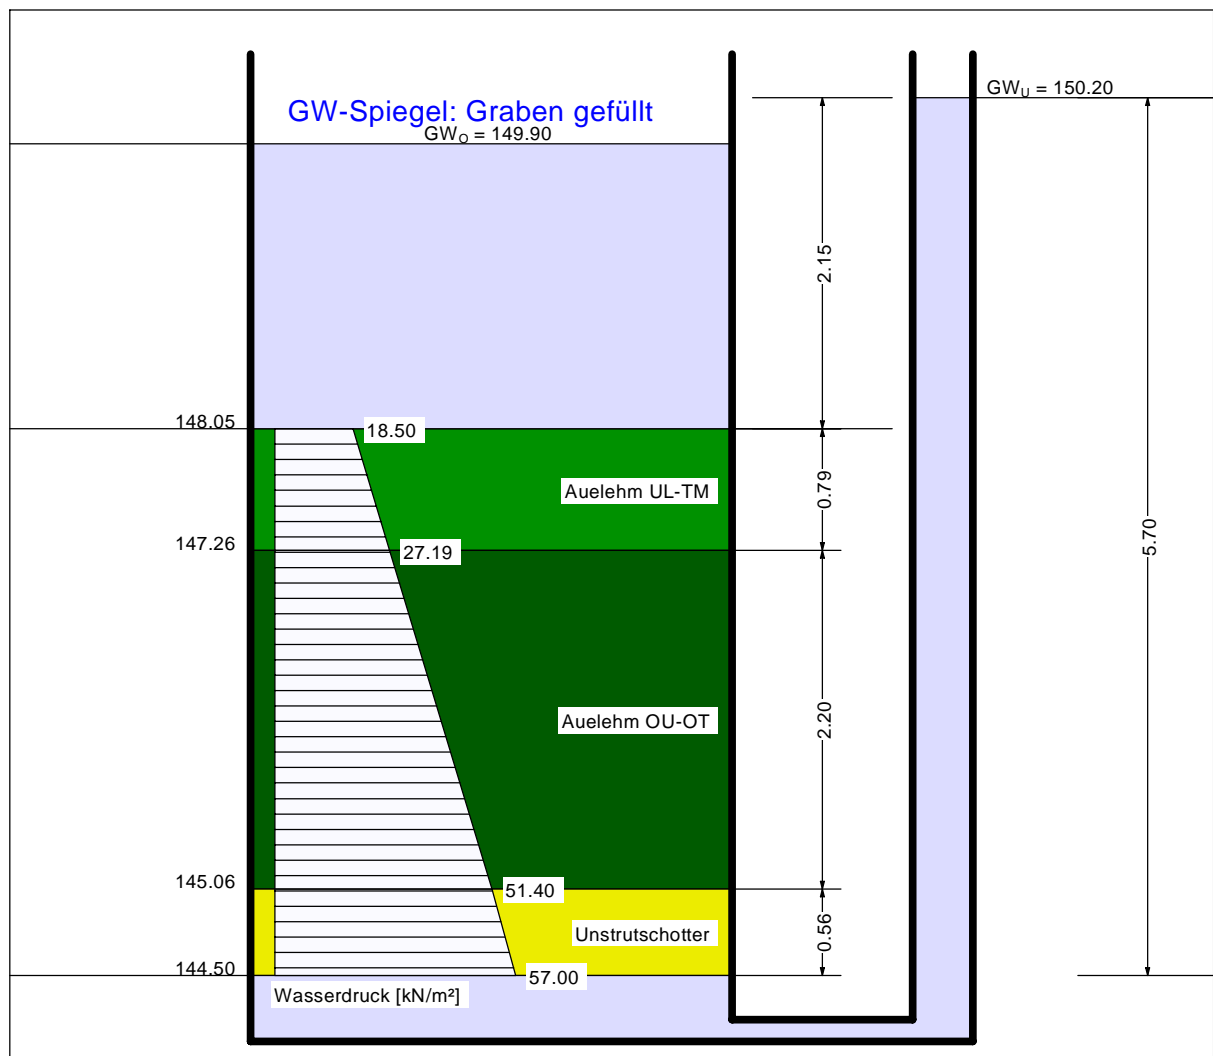 GW_U = 150.20
GW-Spiegel: Graben gefüllt
GW_O = 149.90
2.15
148.05
18.50
Auelehm UL-TM
0.79
147.26
27.19
5.70
Auelehm OU-OT
2.20
145.06
51.40
Unstrutschotter
0.56
144.50
57.00
Wasserdruck [kN/m²]